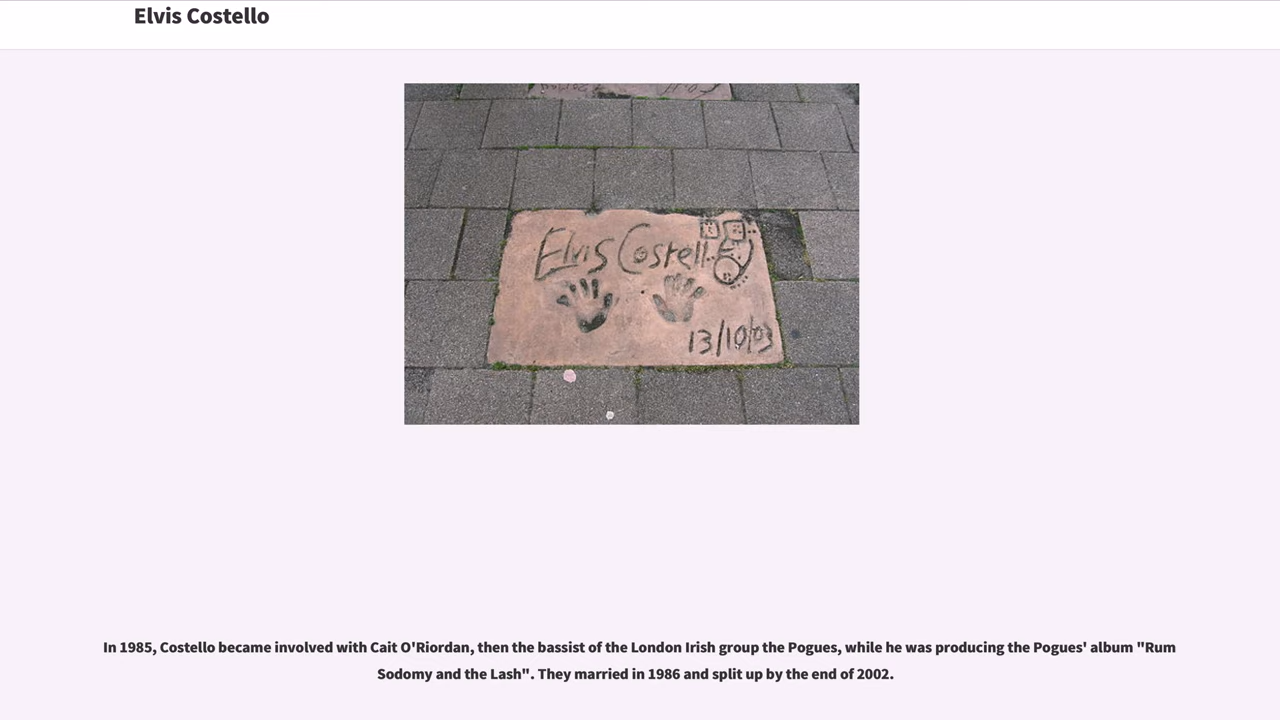 Elvis Costello
Elvis Costell
13/10/03
In 1985, Costello became involved with Cait O'Riordan, then the bassist of the London Irish group the Pogues, while he was producing the Pogues' album "Rum
Sodomy and the Lash". They married in 1986 and split up by the end of 2002.